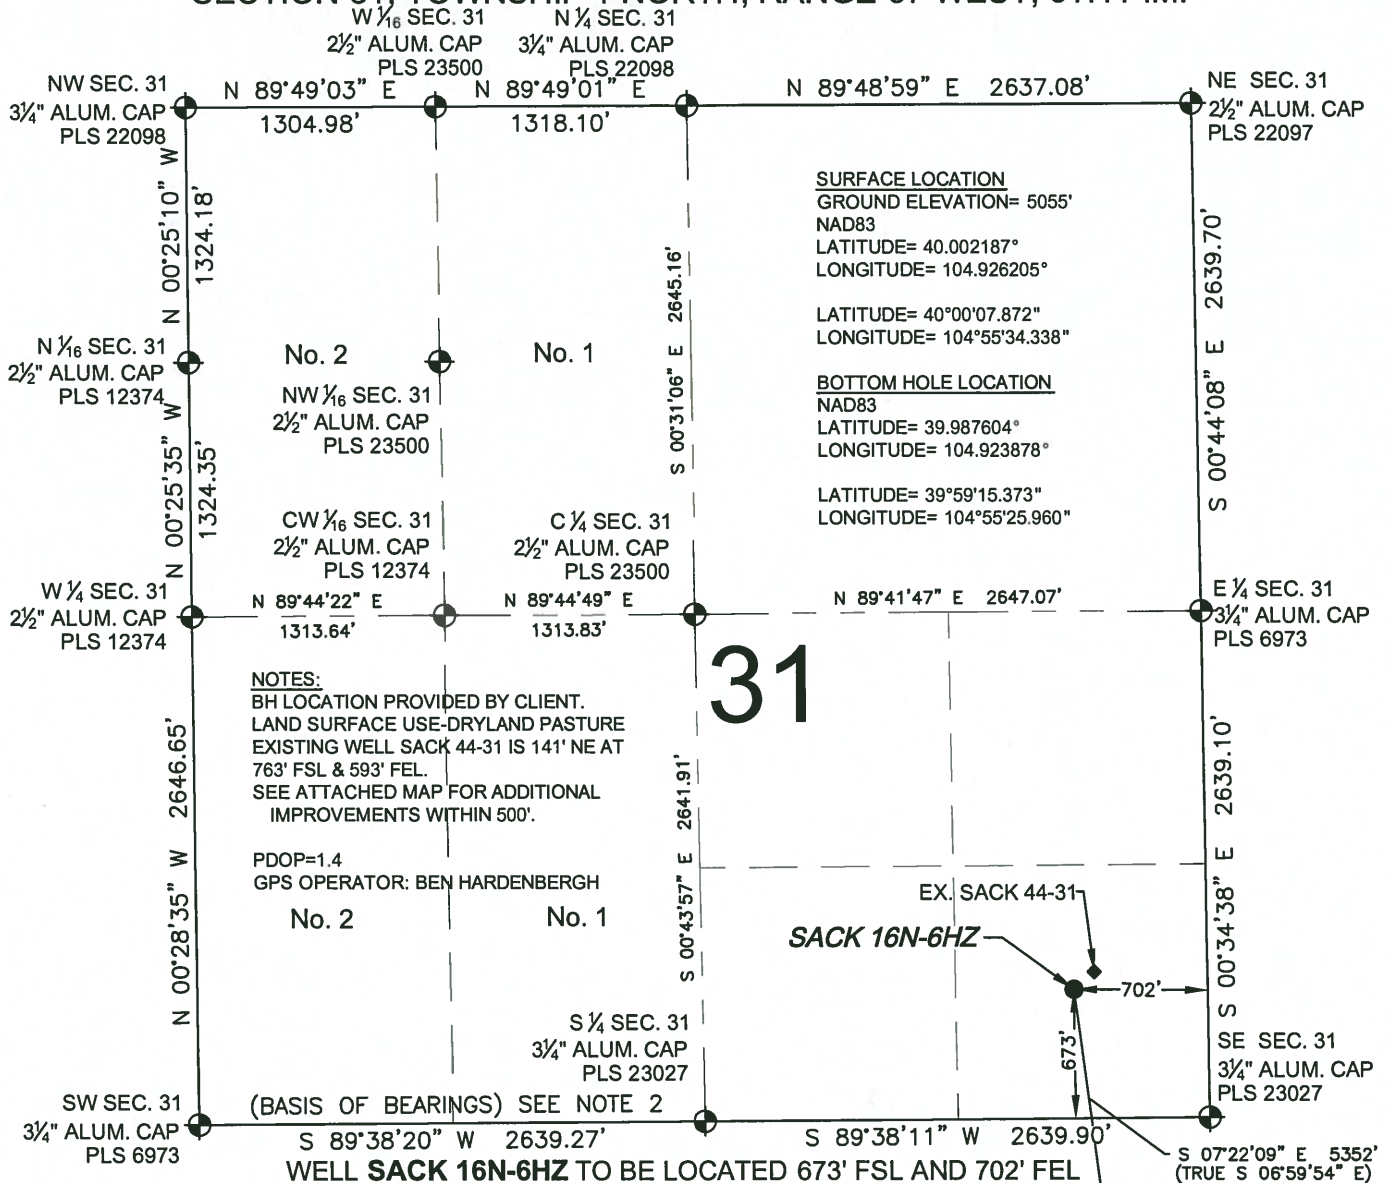 W 1/16 SEC. 31
2½" ALUM. CAP
PLS 23500
N ¼ SEC. 31
3¼" ALUM. CAP
PLS 22098
NW SEC. 31
3¼" ALUM. CAP
PLS 22098
N 89°49'03" E
1304.98'
N 89°49'01" E
1318.10'
N 89°48'59" E 2637.08'
NE SEC. 31
2½" ALUM. CAP
PLS 22097
N 00°25'10" W
1324.18'
SURFACE LOCATION
GROUND ELEVATION= 5055'
NAD83
LATITUDE= 40.002187°
LONGITUDE= 104.926205°
LATITUDE= 40°00'07.872"
LONGITUDE= 104°55'34.338"
BOTTOM HOLE LOCATION
NAD83
LATITUDE= 39.987604°
LONGITUDE= 104.923878°
LATITUDE= 39°59'15.373"
LONGITUDE= 104°55'25.960"
S 00°31'06" E 2645.16'
S 00°44'08" E 2639.70'
N 1/16 SEC. 31
2½" ALUM. CAP
PLS 12374
No. 2
No. 1
NW 1/16 SEC. 31
2½" ALUM. CAP
PLS 23500
N 00°25'35" W
1324.35'
CW 1/16 SEC. 31
2½" ALUM. CAP
PLS 12374
C ¼ SEC. 31
2½" ALUM. CAP
PLS 23500
W ¼ SEC. 31
2½" ALUM. CAP
PLS 12374
N 89°44'22" E
1313.64'
N 89°44'49" E
1313.83'
N 89°41'47" E 2647.07'
E ¼ SEC. 31
3¼" ALUM. CAP
PLS 6973
31
NOTES:
BH LOCATION PROVIDED BY CLIENT.
LAND SURFACE USE-DRYLAND PASTURE
EXISTING WELL SACK 44-31 IS 141' NE AT
763' FSL & 593' FEL.
SEE ATTACHED MAP FOR ADDITIONAL
IMPROVEMENTS WITHIN 500'.
PDOP=1.4
GPS OPERATOR: BEN HARDENBERGH
No. 2
No. 1
N 00°28'35" W 2646.65'
S 00°43'57" E 2641.91'
S 00°34'38" E 2639.10'
EX. SACK 44-31
SACK 16N-6HZ
702'
673'
S ¼ SEC. 31
3¼" ALUM. CAP
PLS 23027
SE SEC. 31
3¼" ALUM. CAP
PLS 23027
SW SEC. 31
3¼" ALUM. CAP
PLS 6973
(BASIS OF BEARINGS) SEE NOTE 2
S 89°38'20" W 2639.27'
S 89°38'11" W 2639.90'
S 07°22'09" E 5352'
(TRUE S 06°59'54" E)
WELL SACK 16N-6HZ TO BE LOCATED 673' FSL AND 702' FEL